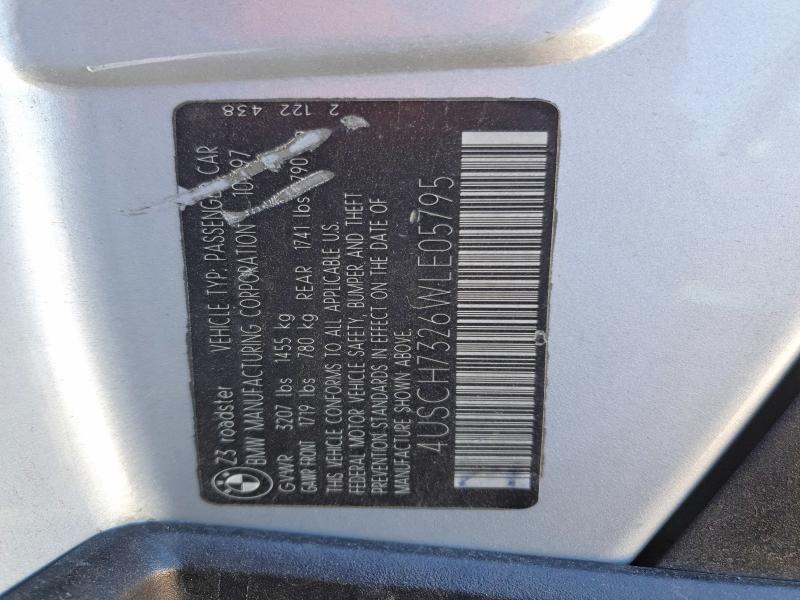 Z3 roadster VEHICLE TYP: PASSENGER CAR
BMW MANUFACTURING CORPORATION
GVWR 3207 lbs 1455 kg
GAWR FRONT 1719 lbs 780 kg REAR 1741 lbs 790
THIS VEHICLE CONFORMS TO ALL APPLICABLE U.S.
FEDERAL MOTOR VEHICLE SAFETY, BUMPER AND THEFT
PREVENTION STANDARDS IN EFFECT ON THE DATE OF
MANUFACTURE SHOWN ABOVE.
4USCH7326WLE05795
2 122 438